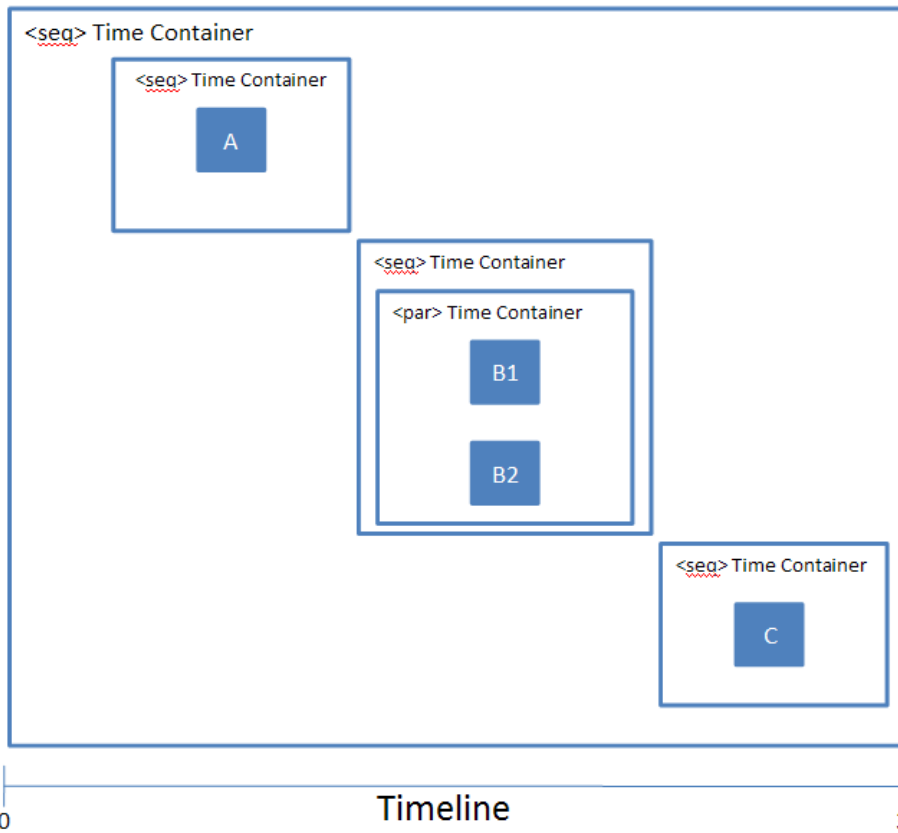 <seq> Time Container
<seq> Time Container
A
<seq> Time Container
<par> Time Container
B1
B2
<seq> Time Container
C
Timeline
0